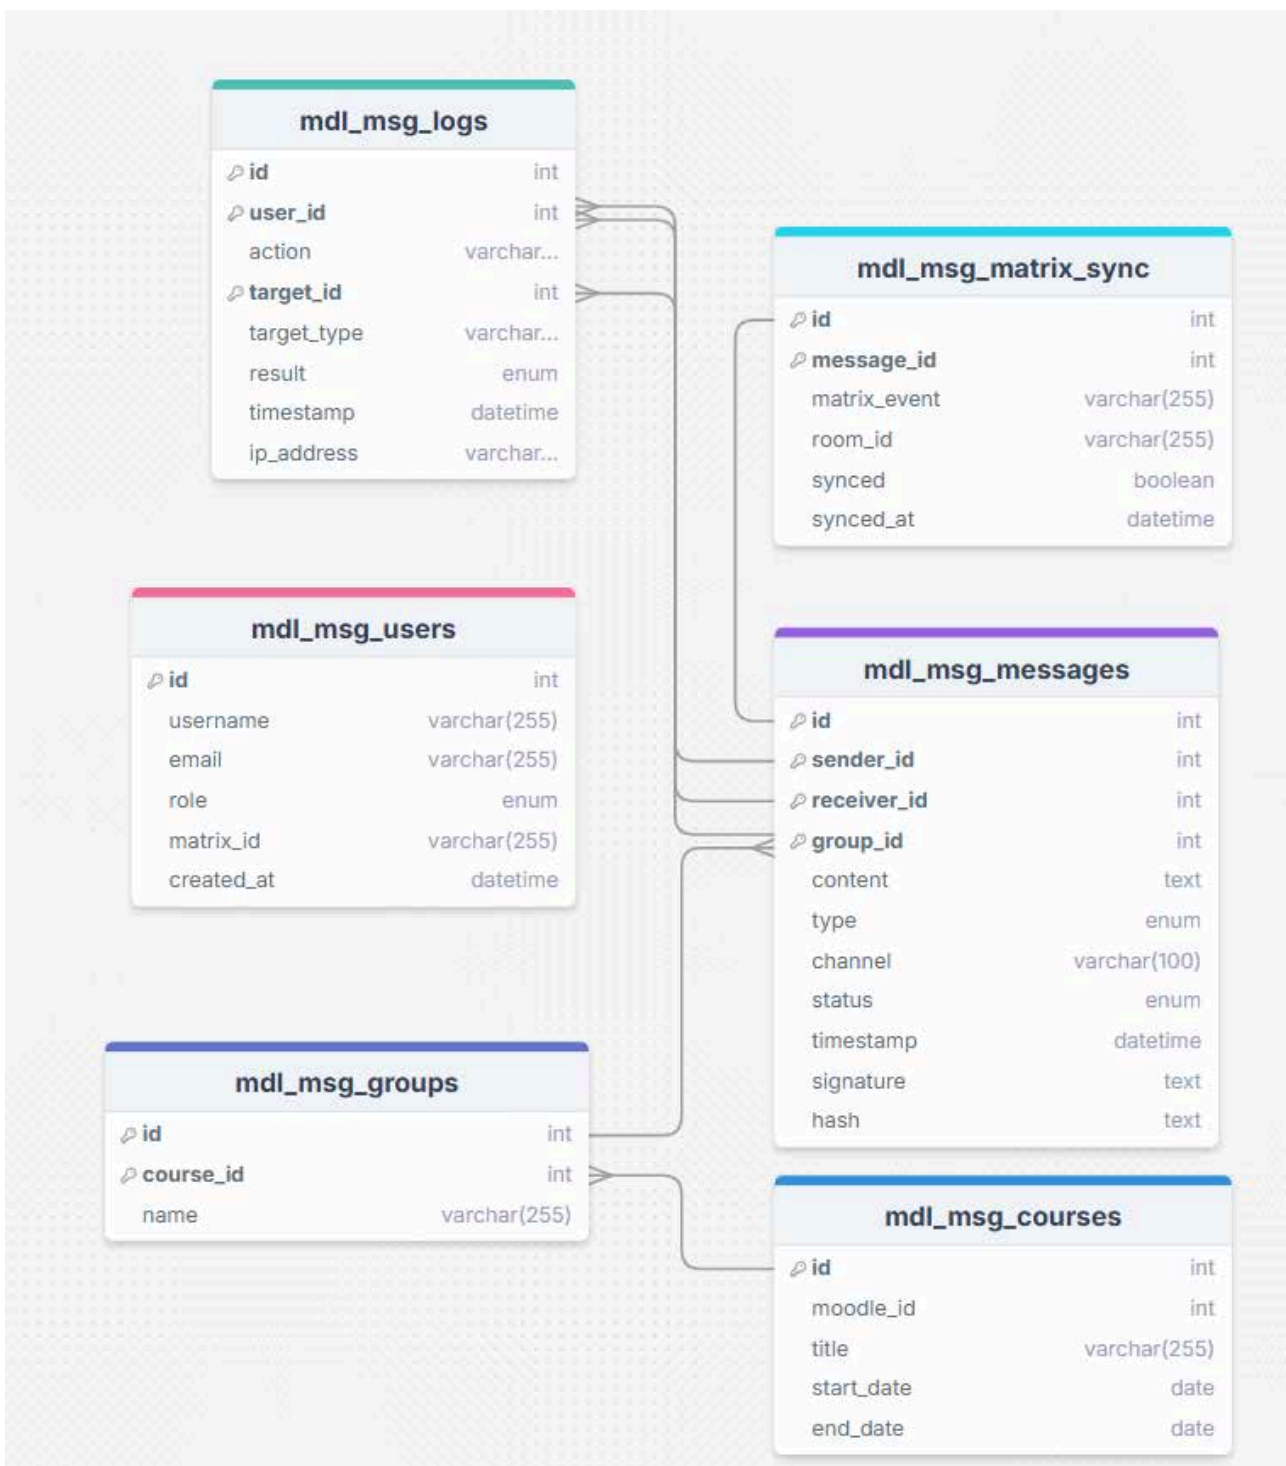 mdl_msg_logs
id int
user_id int
action varchar...
target_id int
target_type varchar...
result enum
timestamp datetime
ip_address varchar...
mdl_msg_matrix_sync
id int
message_id int
matrix_event varchar(255)
room_id varchar(255)
synced boolean
synced_at datetime
mdl_msg_users
id int
username varchar(255)
email varchar(255)
role enum
matrix_id varchar(255)
created_at datetime
mdl_msg_messages
id int
sender_id int
receiver_id int
group_id int
content text
type enum
channel varchar(100)
status enum
timestamp datetime
signature text
hash text
mdl_msg_groups
id int
course_id int
name varchar(255)
mdl_msg_courses
id int
moodle_id int
title varchar(255)
start_date date
end_date date